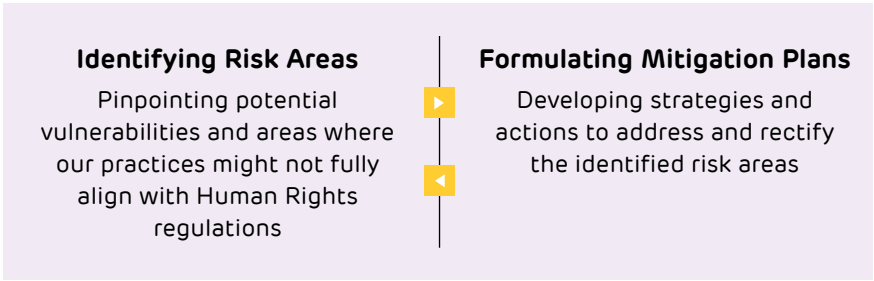 Identifying Risk Areas
Pinpointing potential
vulnerabilities and areas where
our practices might not fully
align with Human Rights
regulations
Formulating Mitigation Plans
Developing strategies and
actions to address and rectify
the identified risk areas